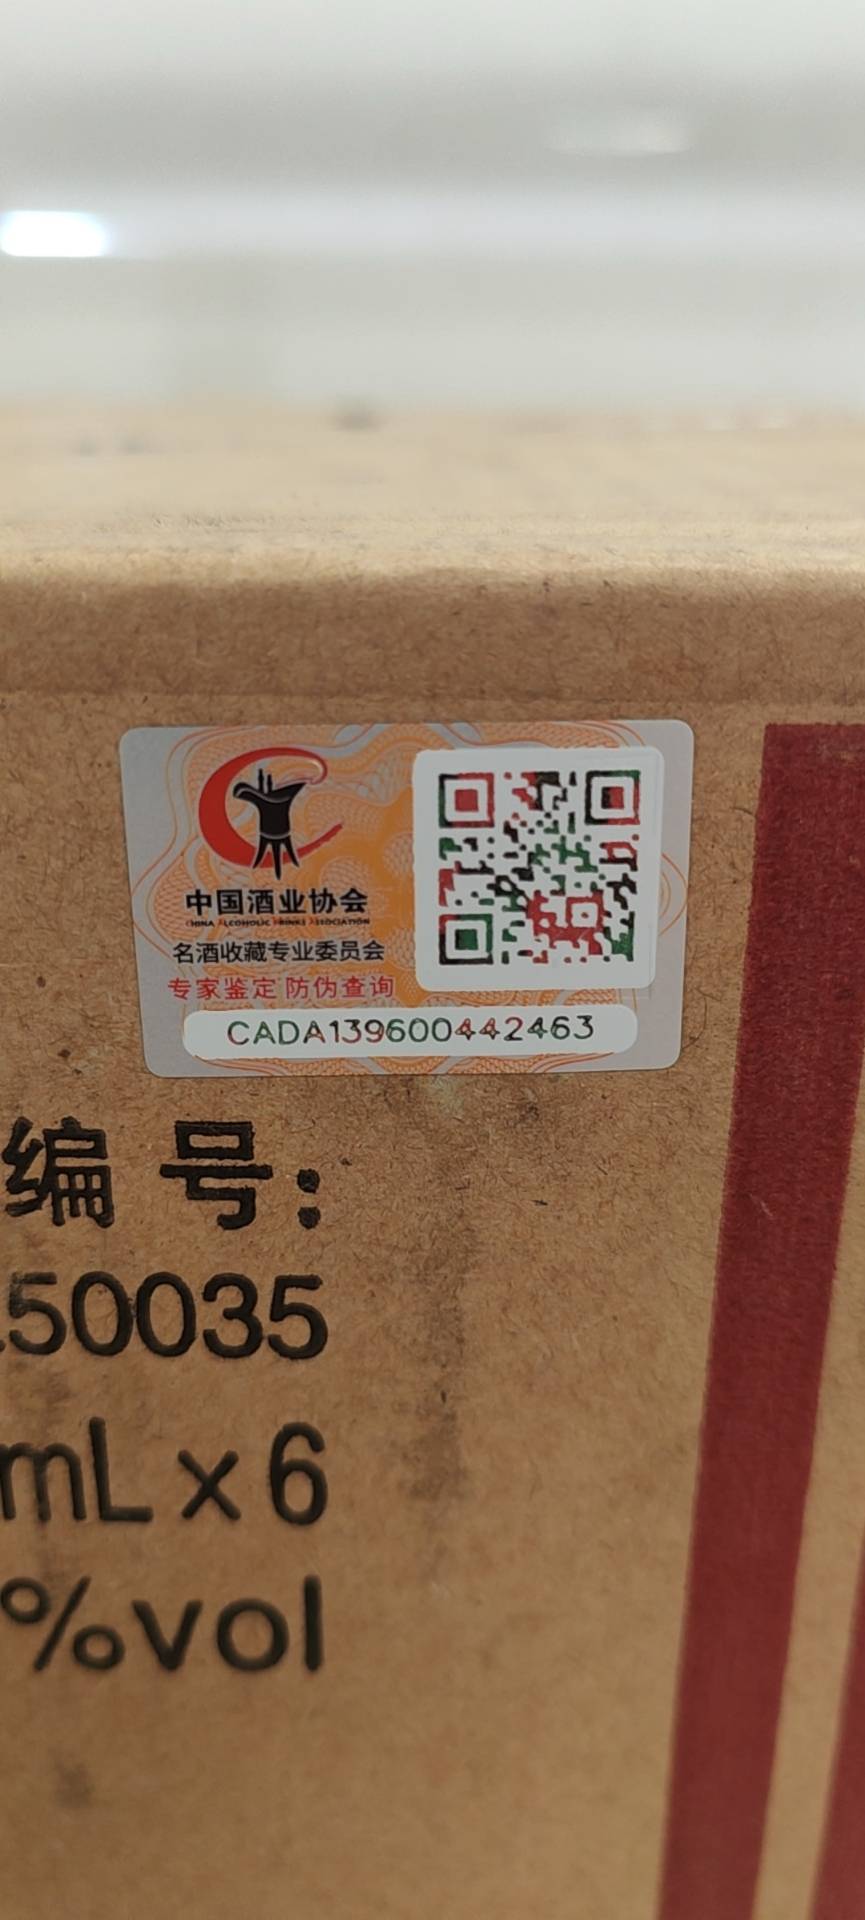 中国酒业协会
CHINA ALCOHOLIC DRINKS ASSOCIATION
名酒收藏专业委员会
专家鉴定 防伪查询
CADA139600442463
编号:
50035
mL×6
%vol